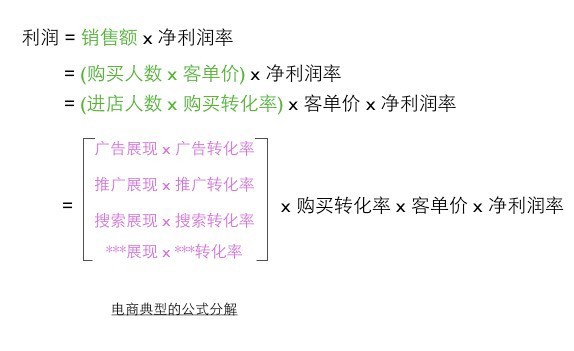 利润 = 销售额 x 净利润率
= (购买人数 x 客单价) x 净利润率
= (进店人数 x 购买转化率) x 客单价 x 净利润率
广告展现 x 广告转化率
推广展现 x 推广转化率
= 搜索展现 x 搜索转化率 x 购买转化率 x 客单价 x 净利润率
***展现 x ***转化率
电商典型的公式分解